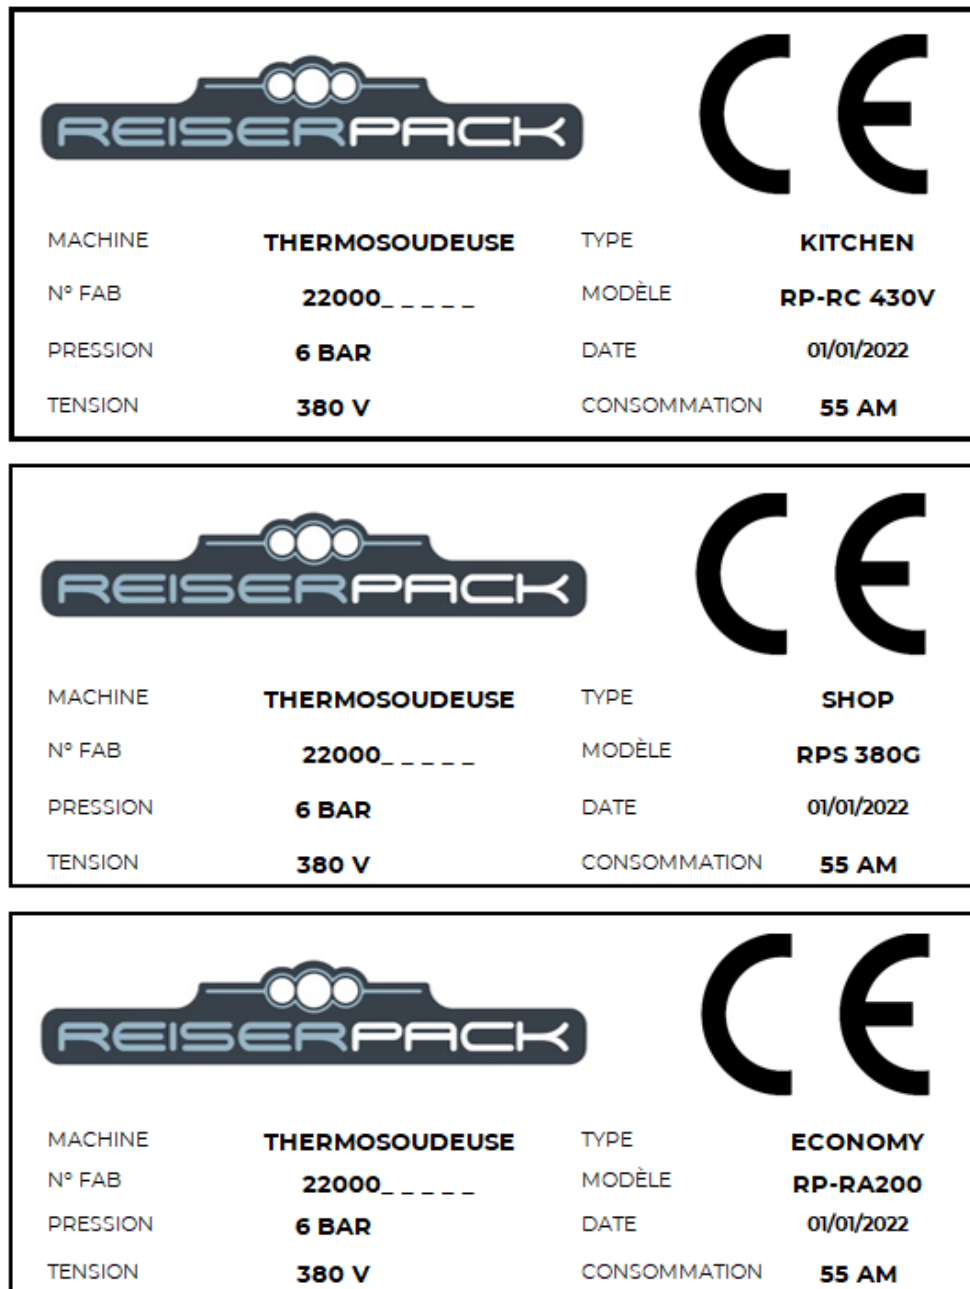 REISERPACK CE
MACHINE THERMOSOUDEUSE TYPE KITCHEN
N° FAB 22000_ _ _ _ _ MODÈLE RP-RC 430V
PRESSION 6 BAR DATE 01/01/2022
TENSION 380 V CONSOMMATION 55 AM
REISERPACK CE
MACHINE THERMOSOUDEUSE TYPE SHOP
N° FAB 22000_ _ _ _ _ MODÈLE RPS 380G
PRESSION 6 BAR DATE 01/01/2022
TENSION 380 V CONSOMMATION 55 AM
REISERPACK CE
MACHINE THERMOSOUDEUSE TYPE ECONOMY
N° FAB 22000_ _ _ _ _ MODÈLE RP-RA200
PRESSION 6 BAR DATE 01/01/2022
TENSION 380 V CONSOMMATION 55 AM